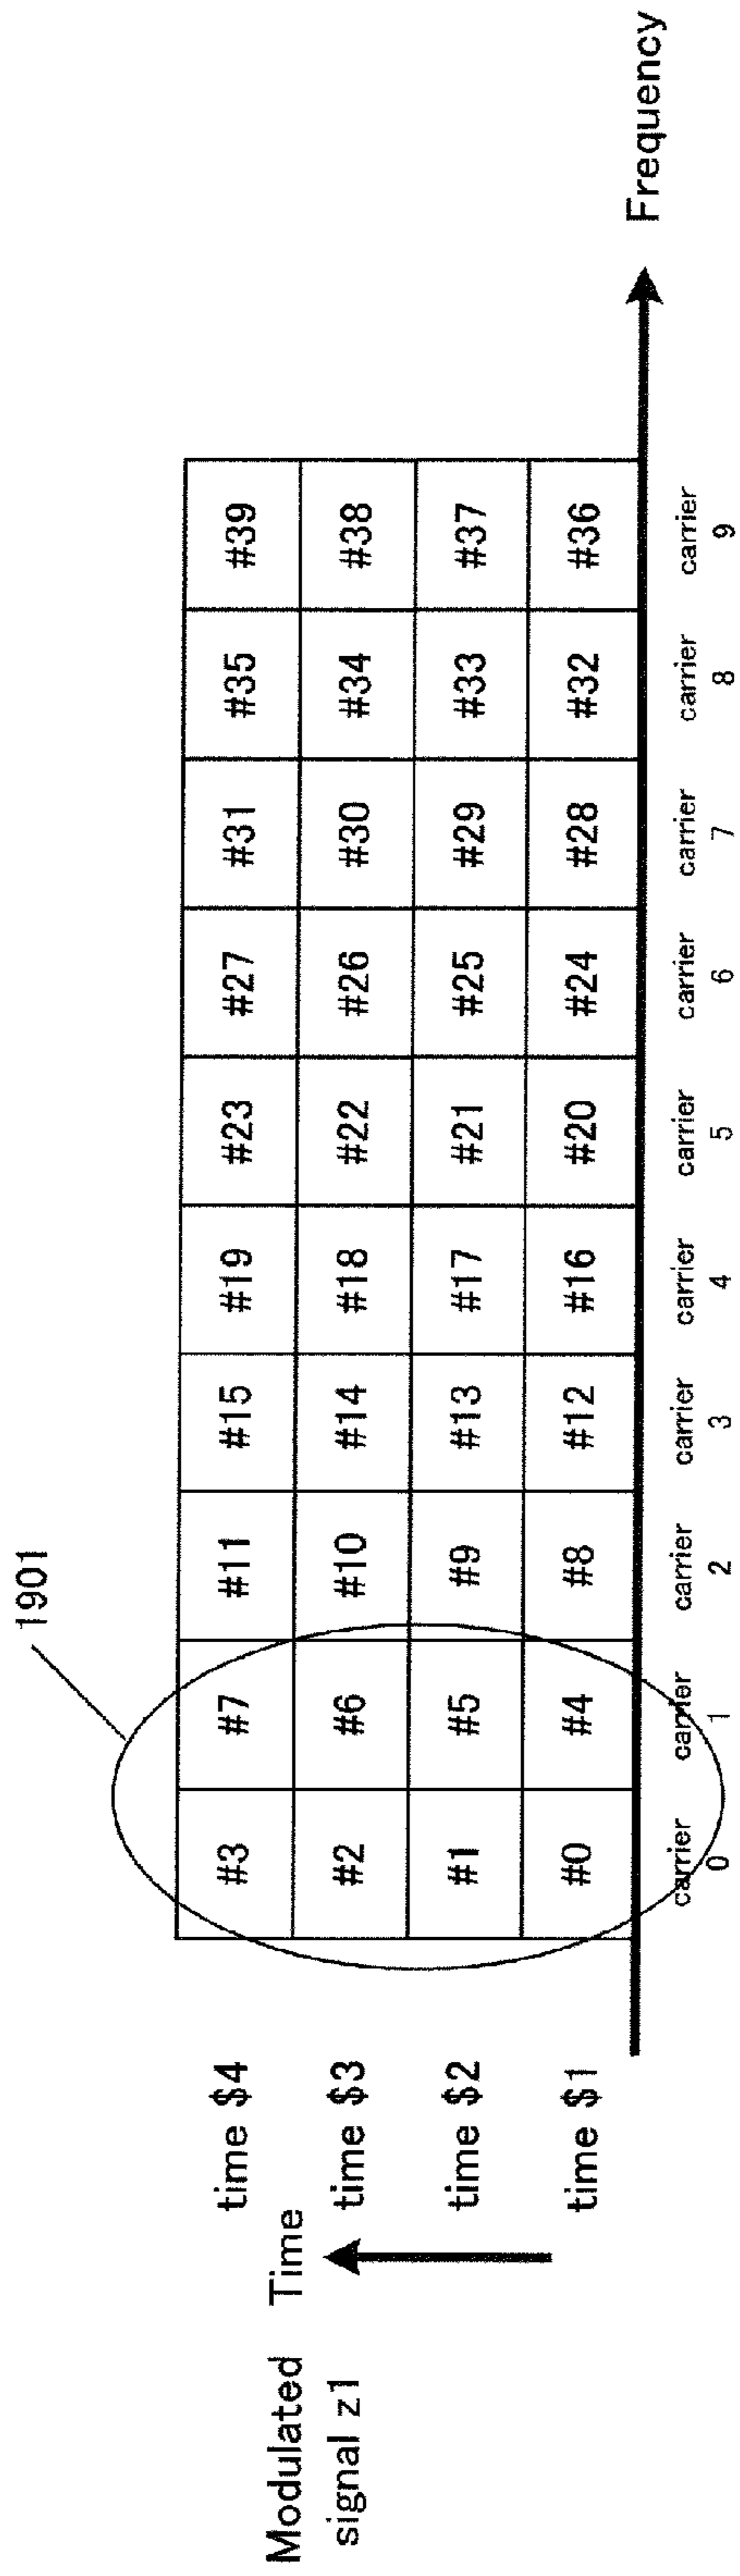 1901
Modulated
signal z1
Time
time $4
#3 #7 #11 #15 #19 #23 #27 #31 #35 #39
time $3
#2 #6 #10 #14 #18 #22 #26 #30 #34 #38
time $2
#1 #5 #9 #13 #17 #21 #25 #29 #33 #37
time $1
#0 #4 #8 #12 #16 #20 #24 #28 #32 #36
Frequency
carrier carrier carrier carrier carrier carrier carrier carrier carrier carrier
0 1 2 3 4 5 6 7 8 9